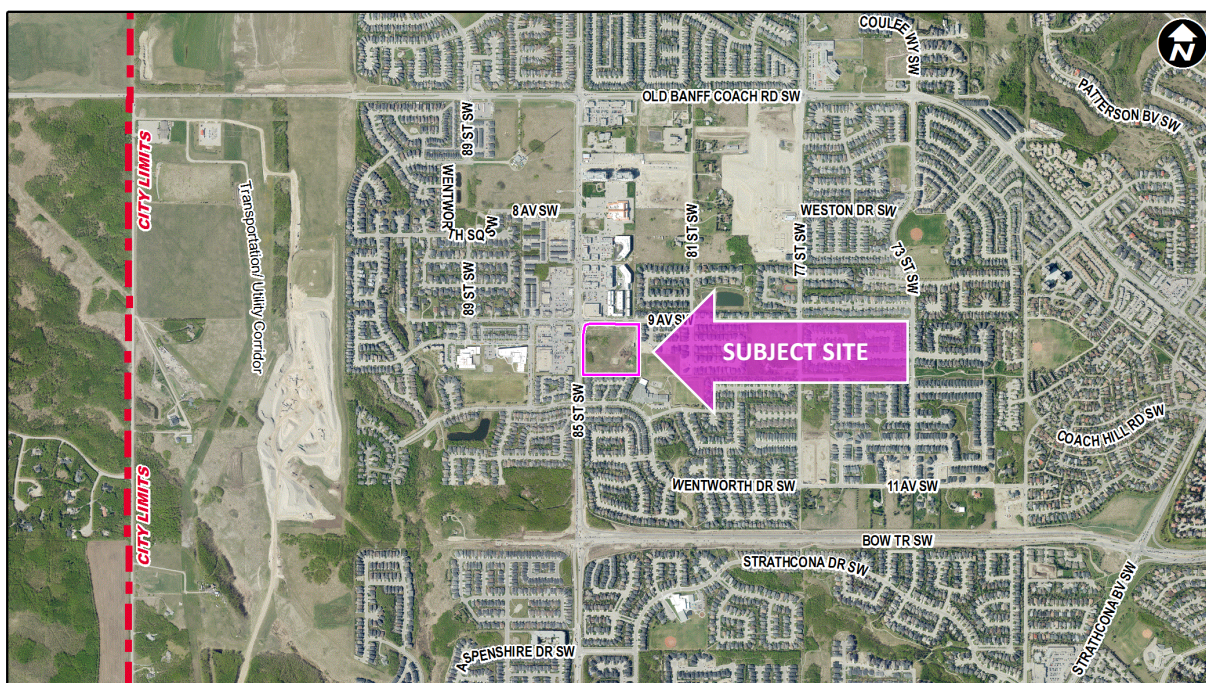 COULEE WY SW
N
OLD BANFF COACH RD SW
PATTERSON BV SW
89 ST SW
CITY LIMITS
WENTWOR
TH SQ
SW
8 AV SW
WESTON DR SW
81 ST SW
77 ST SW
73 ST SW
Transportation/ Utility Corridor
89 ST SW
9 AV SW
SUBJECT SITE
85 ST SW
COACH HILL RD SW
CITY LIMITS
WENTWORTH DR SW
11 AV SW
BOW TR SW
STRATHCONA DR SW
STRATHCONA BV SW
ASPENSHIRE DR SW